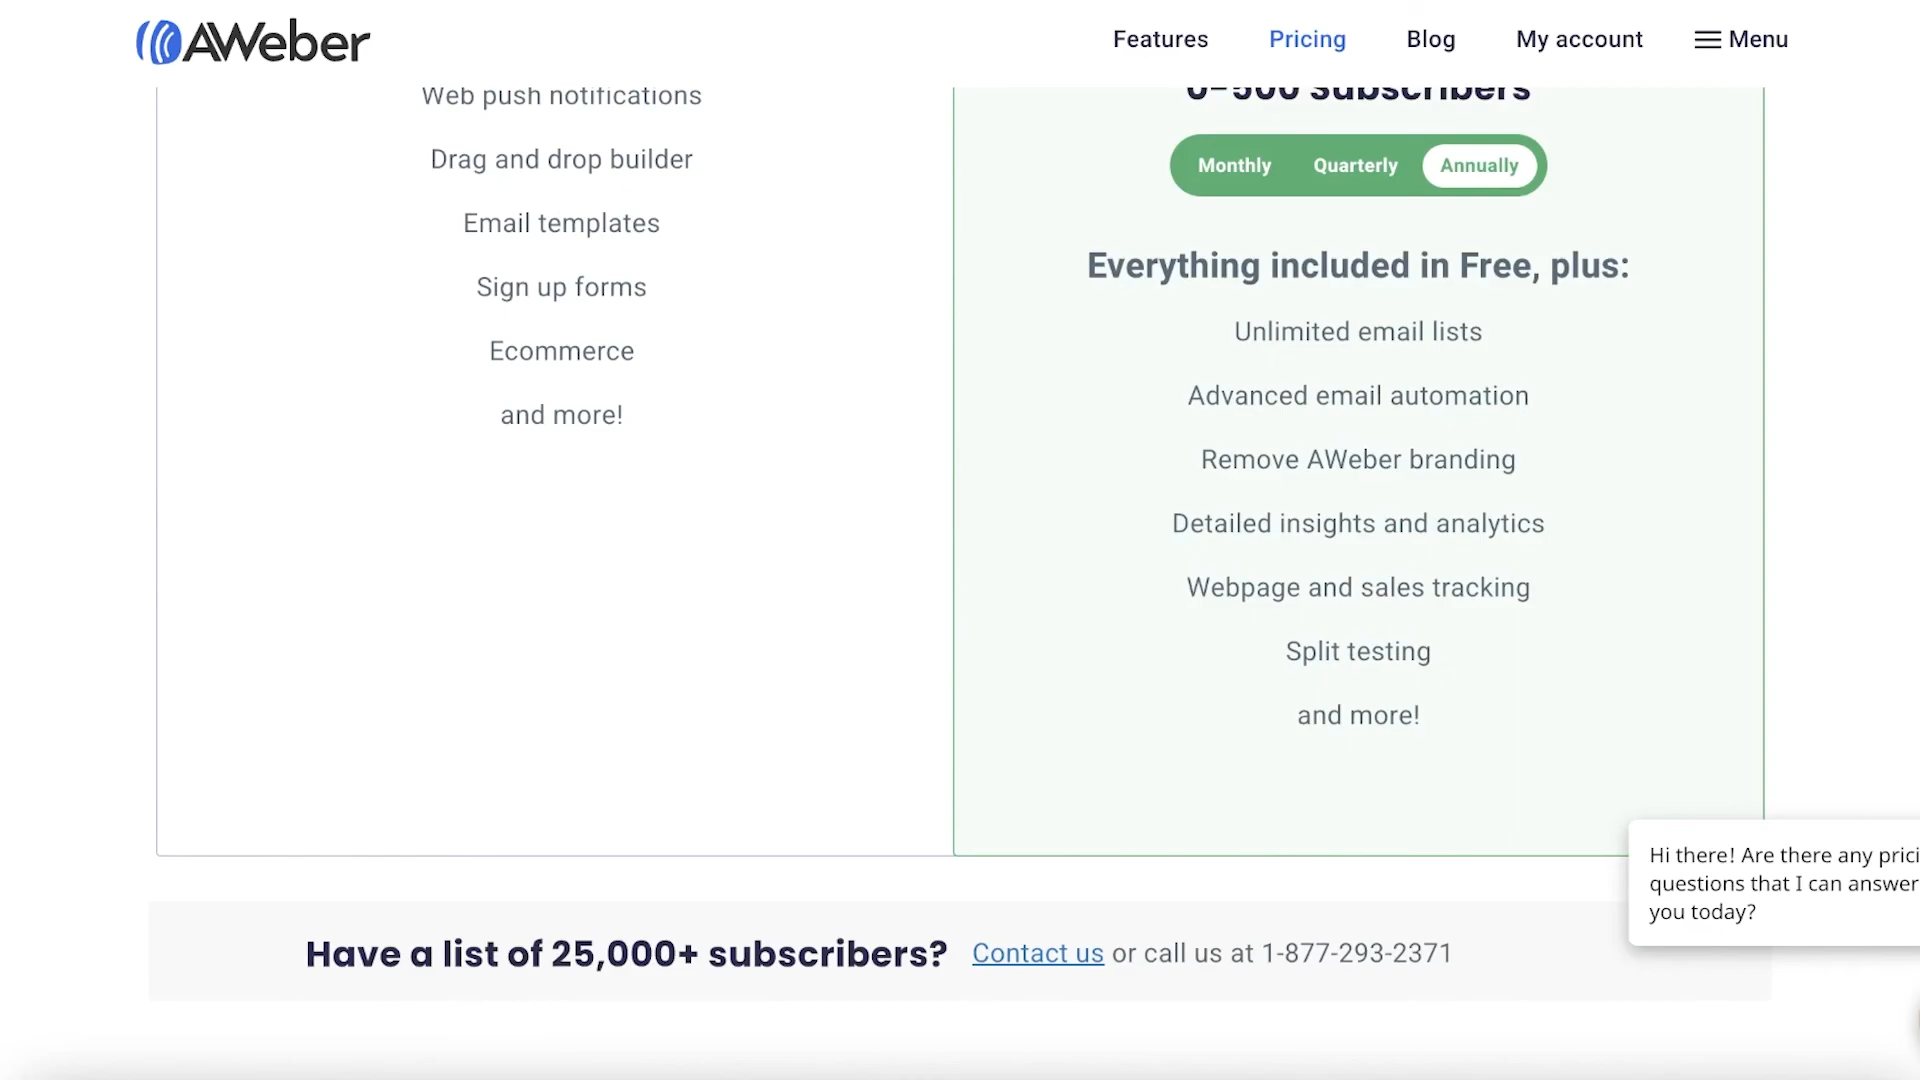 AWeber
Features
Pricing
Blog
My account
Menu
Web push notifications
Drag and drop builder
Email templates
Sign up forms
Ecommerce
and more!
0-500 subscribers
Monthly
Quarterly
Annually
Everything included in Free, plus:
Unlimited email lists
Advanced email automation
Remove AWeber branding
Detailed insights and analytics
Webpage and sales tracking
Split testing
and more!
Hi there! Are there any
questions that I can answer
you today?
Have a list of 25,000+ subscribers? Contact us or call us at 1-877-293-2371